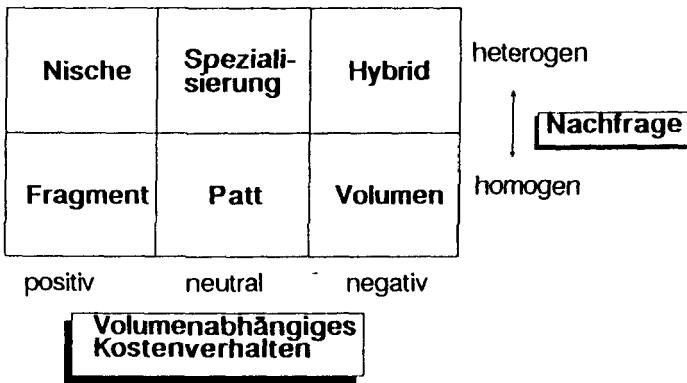 Nische
Speziali-
sierung
Hybrid
heterogen
Nachfrage
Fragment
Patt
Volumen
homogen
positiv
neutral
negativ
Volumenabhängiges
Kostenverhalten